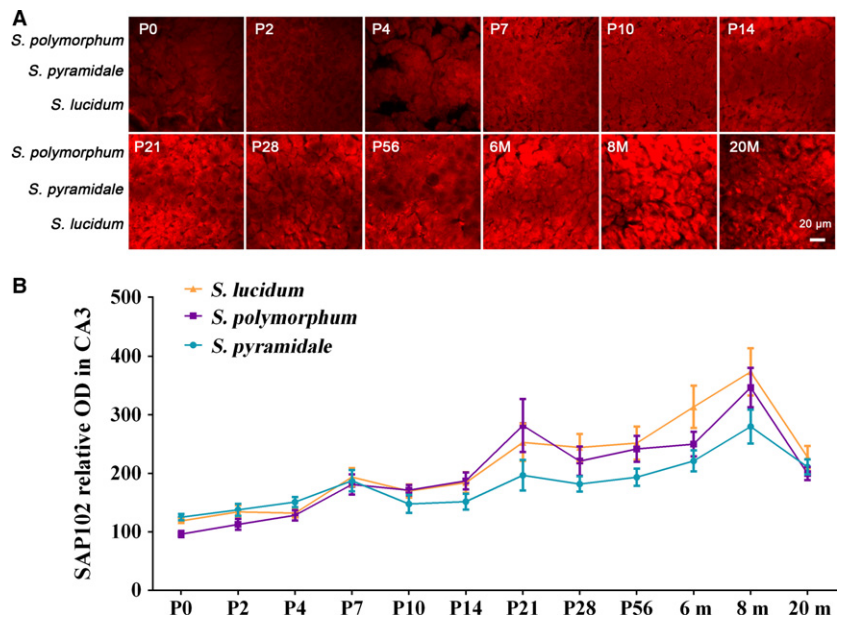 A
S. polymorphum
S. pyramidale
S. lucidum
P0 P2 P4 P7 P10 P14
S. polymorphum
S. pyramidale
S. lucidum
P21 P28 P56 6M 8M 20M
20 µm
B
SAP102 relative OD in CA3
500
400
300
200
100
0
S. lucidum
S. polymorphum
S. pyramidale
P0 P2 P4 P7 P10 P14 P21 P28 P56 6 m 8 m 20 m